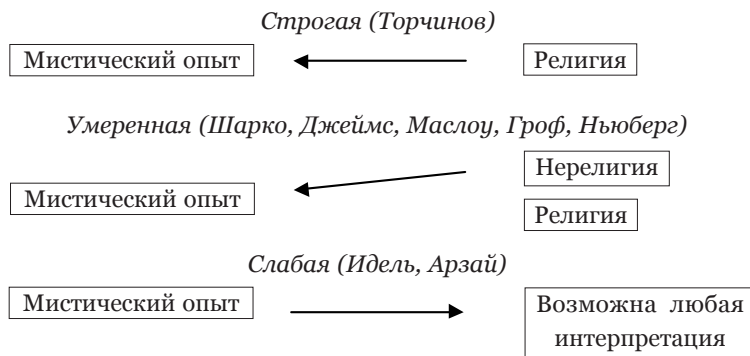 Строгая (Торчинов)
Мистический опыт
Религия
Умеренная (Шарко, Джеймс, Маслоу, Гроф, Ньюберг)
Нерелигия
Мистический опыт
Религия
Слабая (Идель, Арзай)
Мистический опыт
Возможна любая
интерпретация